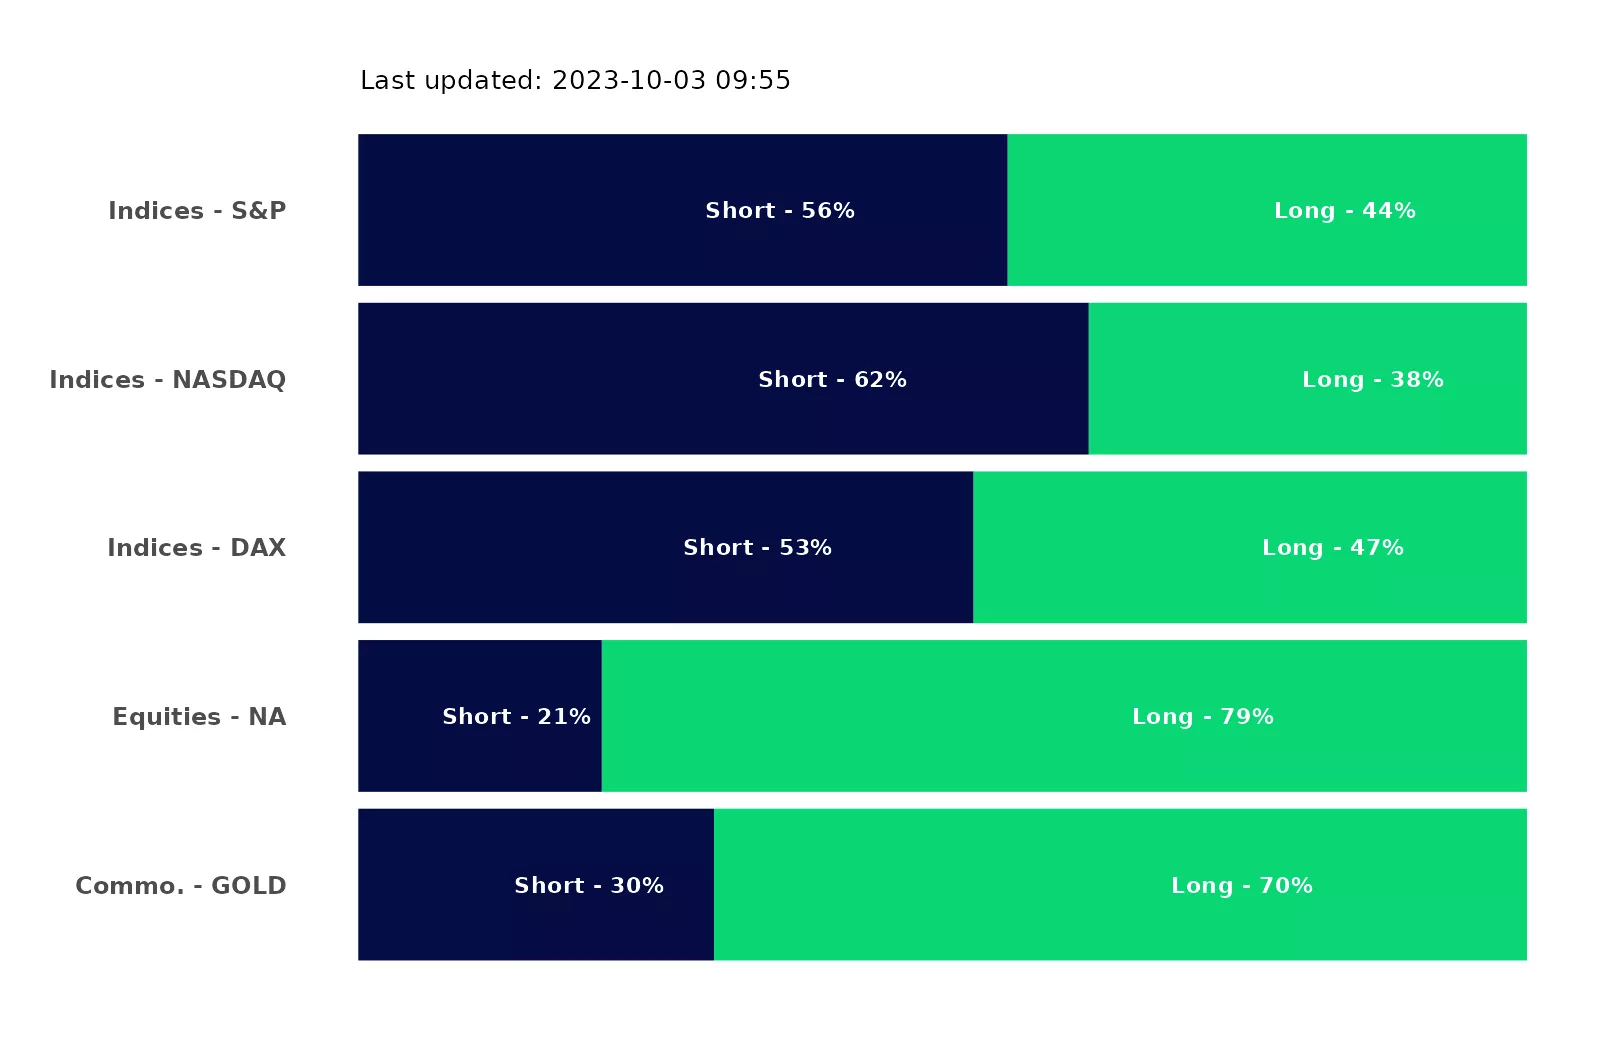 Last updated: 2023-10-03 09:55
Indices - S&P Short - 56% Long - 44%
Indices - NASDAQ Short - 62% Long - 38%
Indices - DAX Short - 53% Long - 47%
Equities - NA Short - 21% Long - 79%
Commo. - GOLD Short - 30% Long - 70%